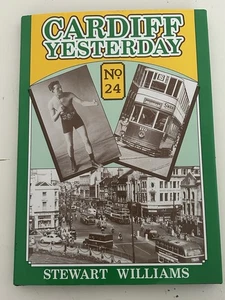 CARDIFF
YESTERDAY
No
24
STEWART WILLIAMS